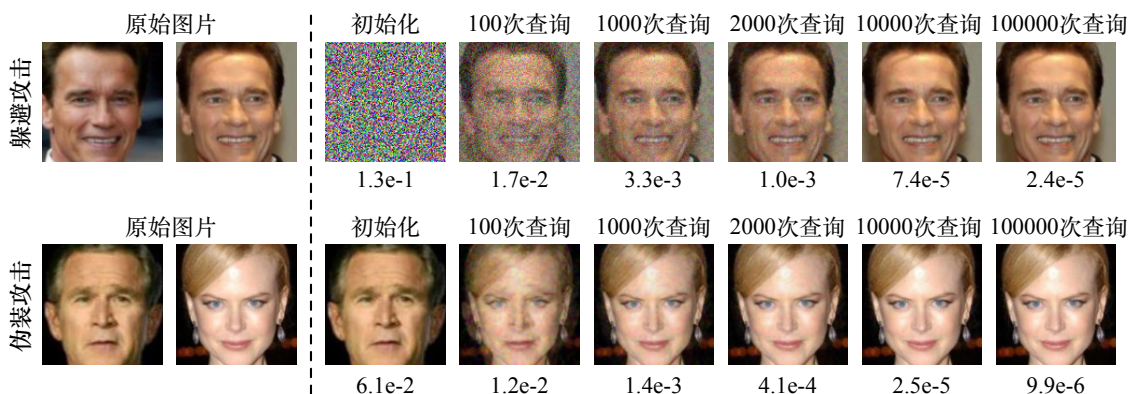 原始图片 初始化 100次查询 1000次查询 2000次查询 10000次查询 100000次查询
躲避攻击
1.3e-1 1.7e-2 3.3e-3 1.0e-3 7.4e-5 2.4e-5
原始图片 初始化 100次查询 1000次查询 2000次查询 10000次查询 100000次查询
伪装攻击
6.1e-2 1.2e-2 1.4e-3 4.1e-4 2.5e-5 9.9e-6